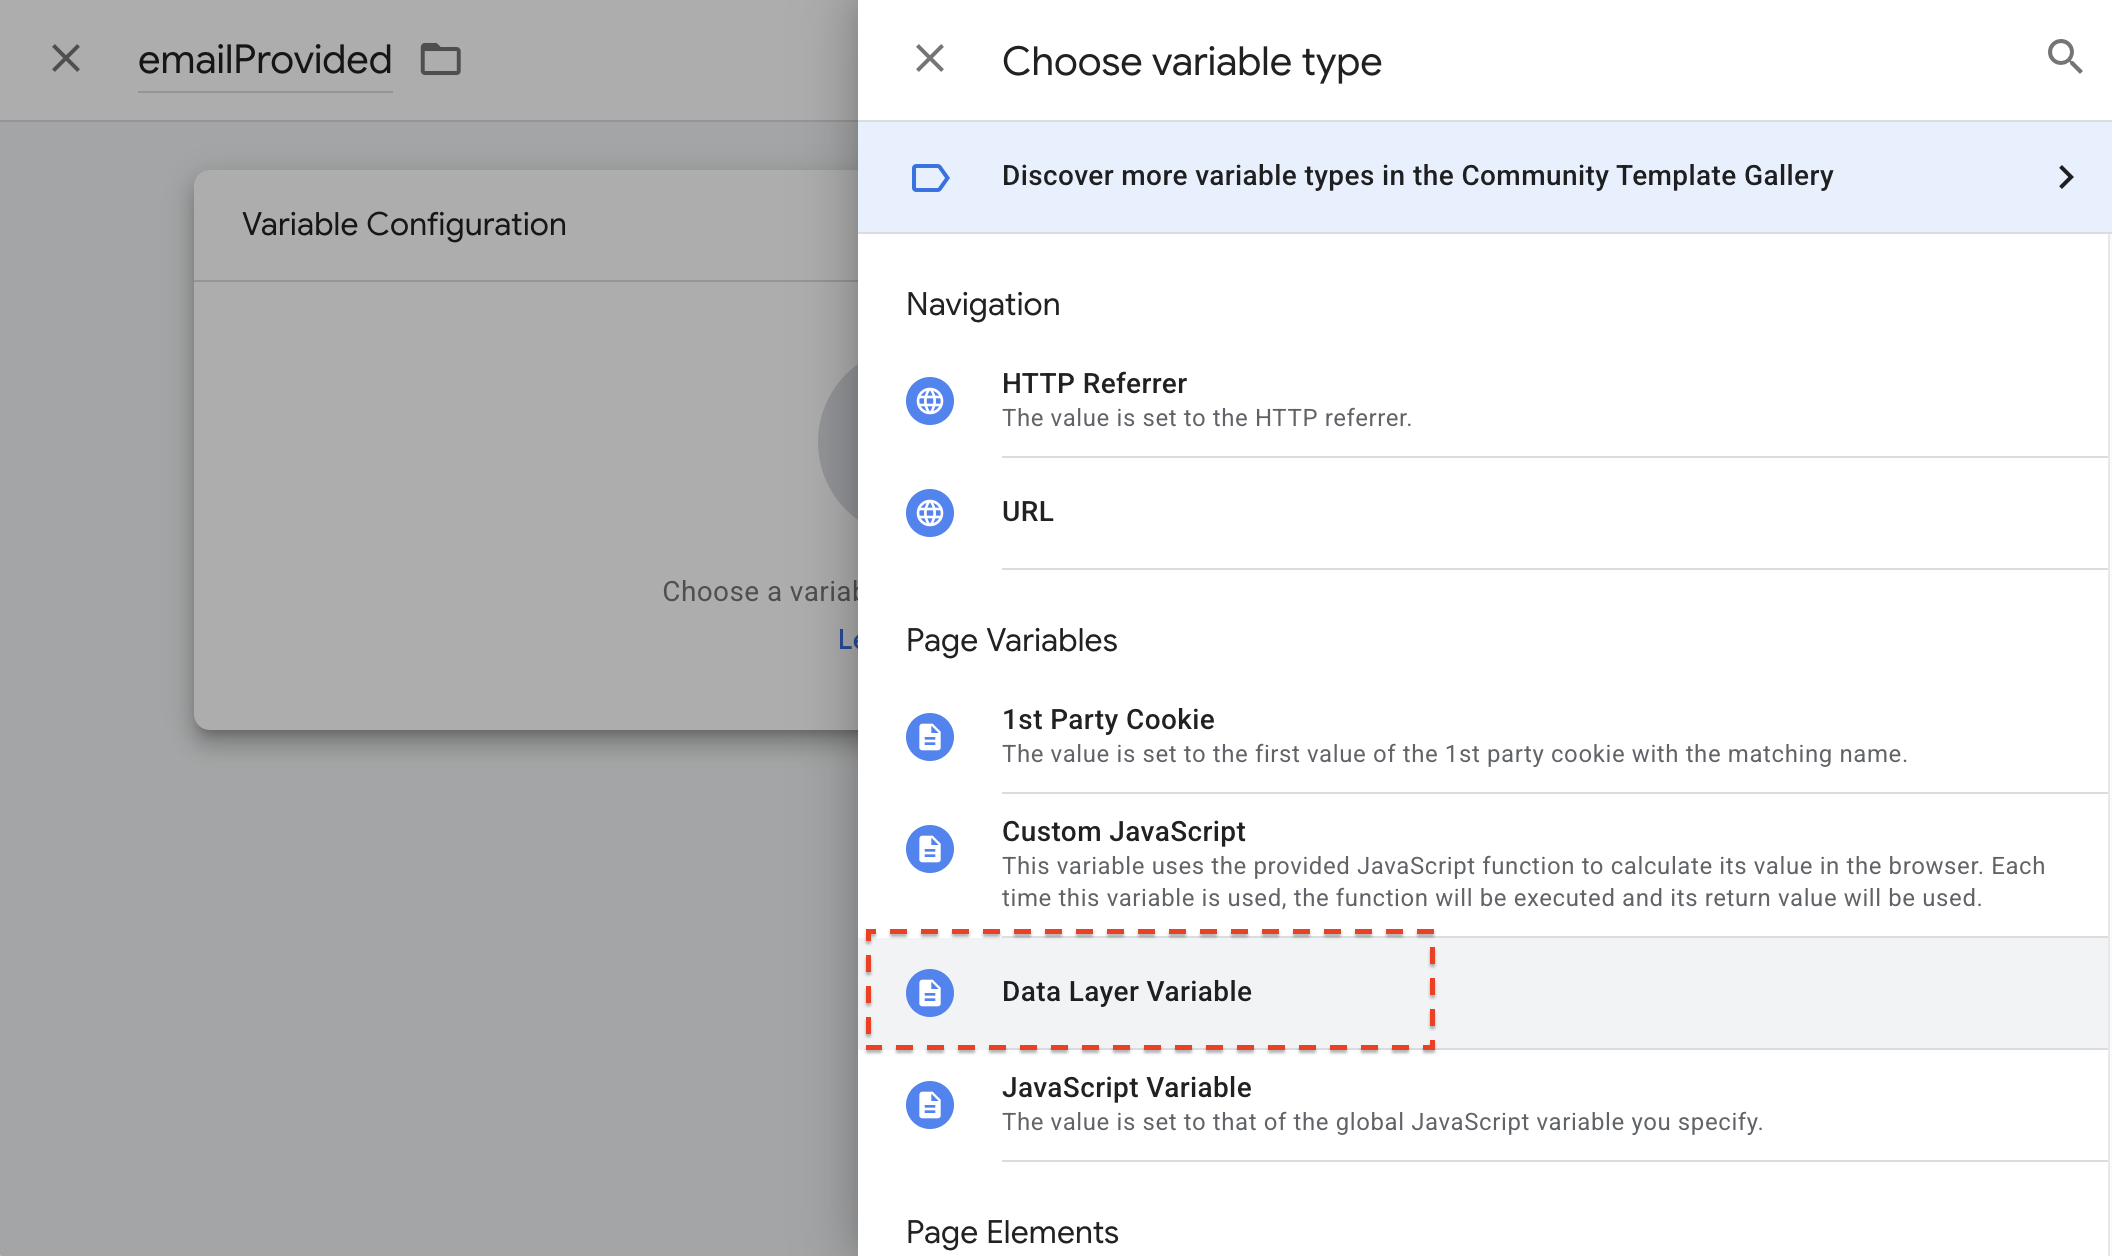 emailProvided
Variable Configuration
Choose a
Choose variable type
Discover more variable types in the Community Template Gallery
Navigation
HTTP Referrer
The value is set to the HTTP referrer.
URL
Page Variables
1st Party Cookie
The value is set to the first value of the 1st party cookie with the matching name.
Custom JavaScript
This variable uses the provided JavaScript function to calculate its value in the browser. Each
time this variable is used, the function will be executed and its return value will be used.
Data Layer Variable
JavaScript Variable
The value is set to that of the global JavaScript variable you specify.
Page Elements